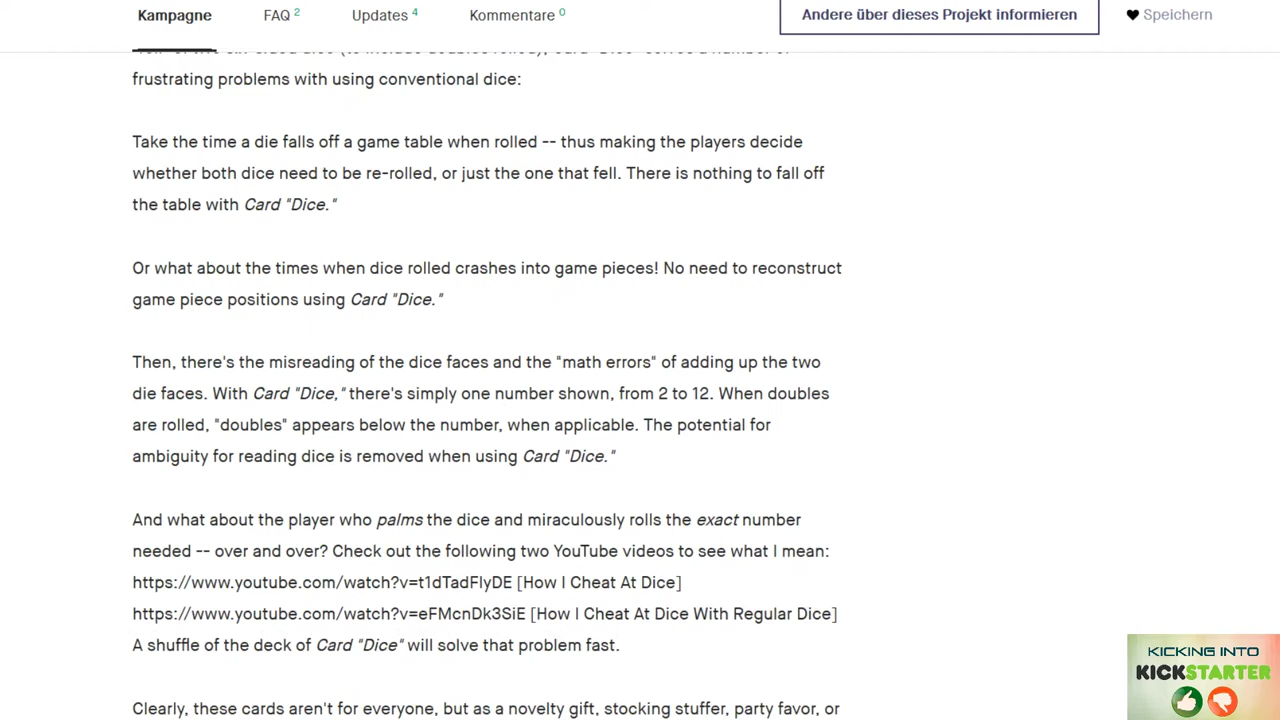 Kampagne FAQ 2 Updates 4 Kommentare 0 Andere über dieses Projekt informieren Speichern
frustrating problems with using conventional dice:
Take the time a die falls off a game table when rolled -- thus making the players decide
whether both dice need to be re-rolled, or just the one that fell. There is nothing to fall off
the table with Card "Dice."
Or what about the times when dice rolled crashes into game pieces! No need to reconstruct
game piece positions using Card "Dice."
Then, there's the misreading of the dice faces and the "math errors" of adding up the two
die faces. With Card "Dice," there's simply one number shown, from 2 to 12. When doubles
are rolled, "doubles" appears below the number, when applicable. The potential for
ambiguity for reading dice is removed when using Card "Dice."
And what about the player who palms the dice and miraculously rolls the exact number
needed -- over and over? Check out the following two YouTube videos to see what I mean:
https://www.youtube.com/watch?v=t1dTadFlyDE [How I Cheat At Dice]
https://www.youtube.com/watch?v=eFMcnDk3SiE [How I Cheat At Dice With Regular Dice]
A shuffle of the deck of Card "Dice" will solve that problem fast.
Clearly, these cards aren't for everyone, but as a novelty gift, stocking stuffer, party favor, or
KICKING INTO
KICKSTARTER